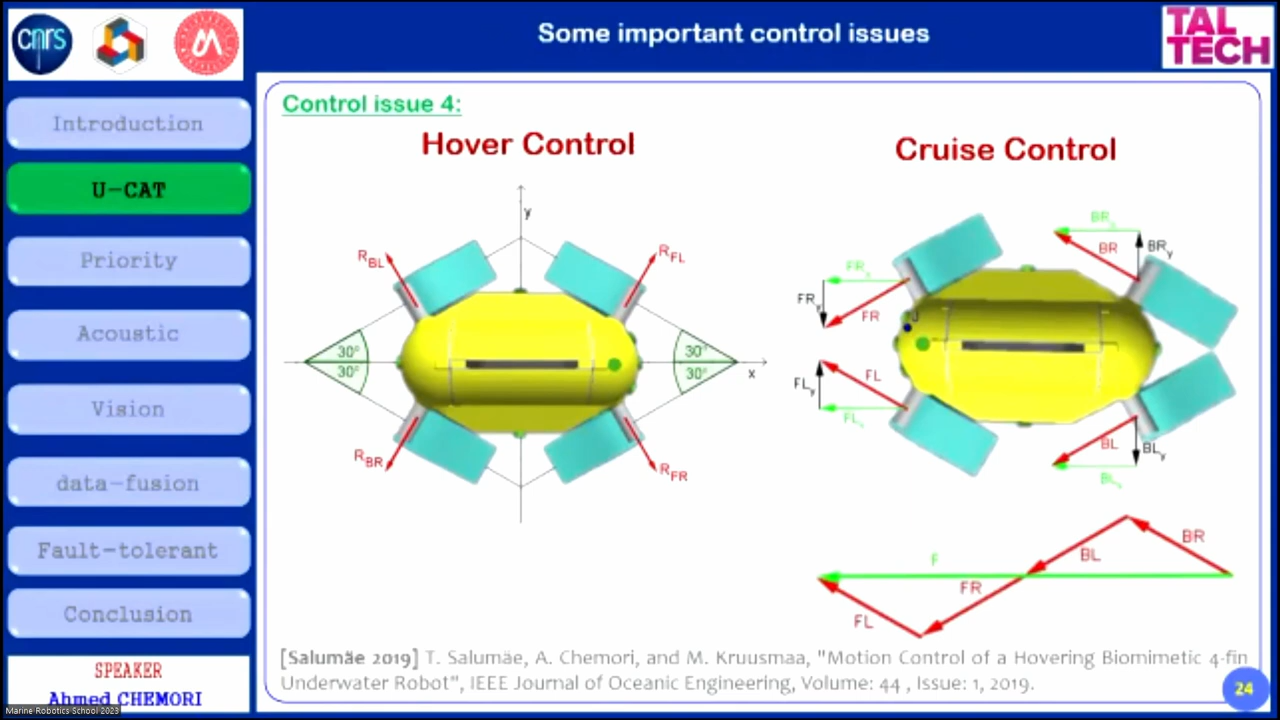 cnrs
Some important control issues
TAL
TECH
Introduction
U-CAT
Priority
Acoustic
Vision
data-fusion
Fault-tolerant
Conclusion
SPEAKER
Ahmed CHEMORI
Marine Robotics School 2023
Control issue 4:
Hover Control
y
R_BL
R_FL
30°
30°
30°
30°
x
R_BR
R_FR
Cruise Control
BR
BR_y
FR_x
FR_y
FR
FL
FL_y
FL_x
BL
BL_y
BL_x
F
BR
BL
FR
FL
[Salumäe 2019] T. Salumäe, A. Chemori, and M. Kruusmaa, "Motion Control of a Hovering Biomimetic 4-fin
Underwater Robot", IEEE Journal of Oceanic Engineering, Volume: 44 , Issue: 1, 2019.
24